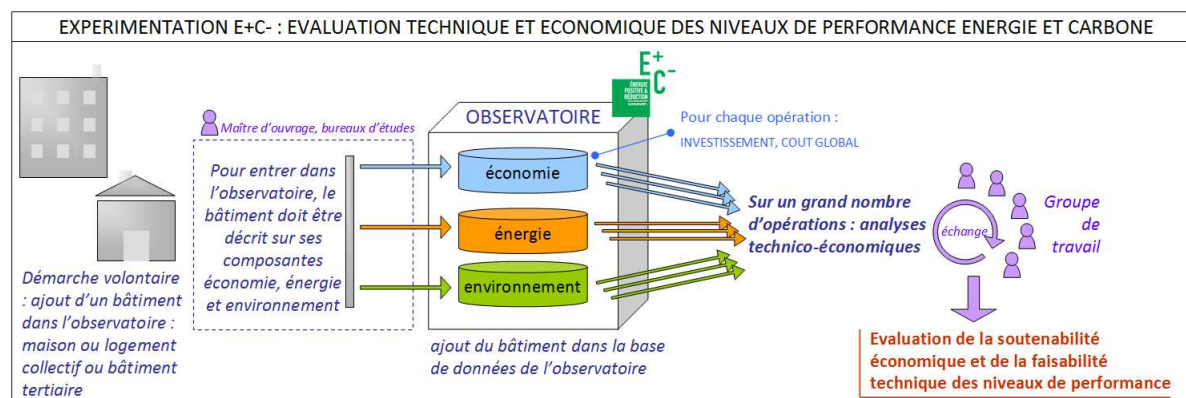 EXPERIMENTATION E+C- : EVALUATION TECHNIQUE ET ECONOMIQUE DES NIVEAUX DE PERFORMANCE ENERGIE ET CARBONE
Démarche volontaire
: ajout d'un bâtiment
dans l'observatoire :
maison ou logement
collectif ou bâtiment
tertiaire
Maître d'ouvrage, bureaux d'études
Pour entrer dans
l'observatoire, le
bâtiment doit être
décrit sur ses
composantes
économie, énergie
et environnement
OBSERVATOIRE
E+
C-
ÉNERGIE
POSITIVE &
RÉDUCTION
économie
énergie
environnement
ajout du bâtiment dans la base
de données de l'observatoire
Pour chaque opération :
INVESTISSEMENT, COUT GLOBAL
Sur un grand nombre
d'opérations : analyses
technico-économiques
échange
Groupe
de
travail
Evaluation de la soutenabilité
économique et de la faisabilité
technique des niveaux de performance